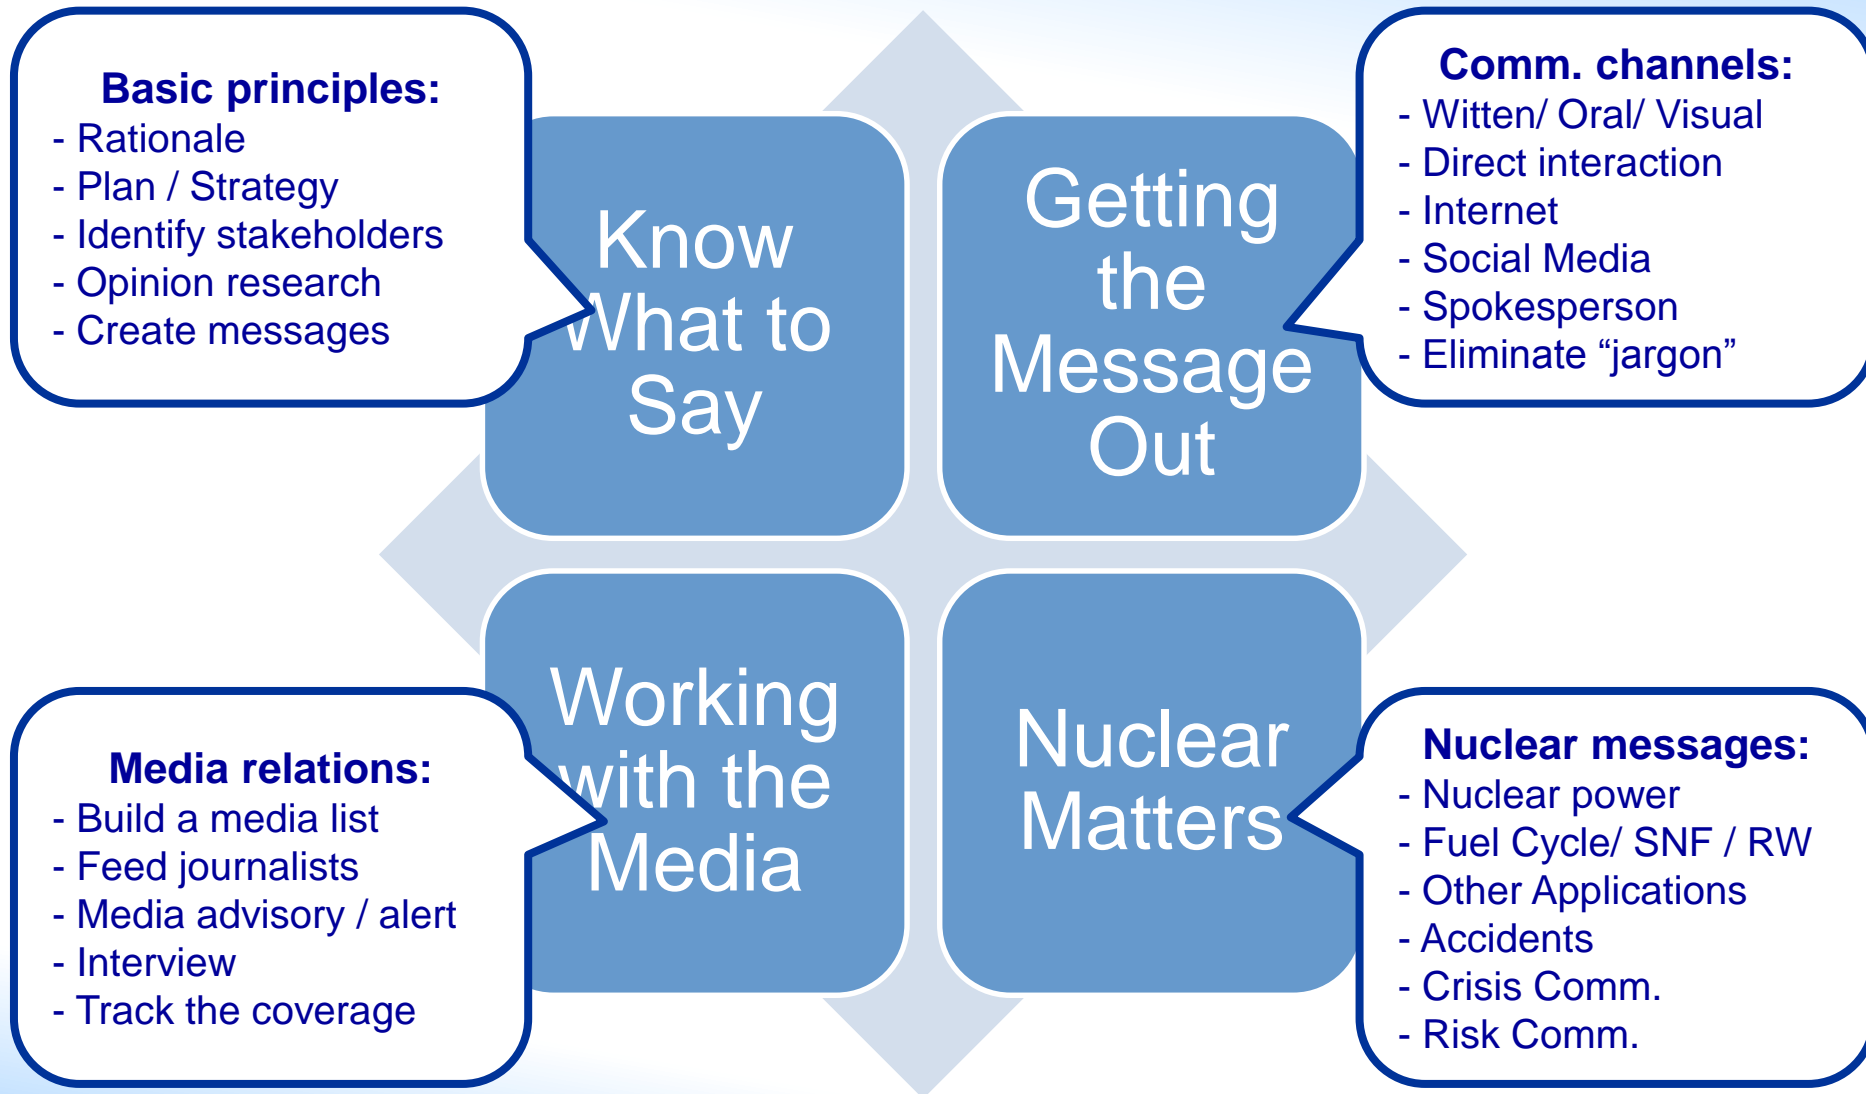 Basic principles:
- Rationale
- Plan / Strategy
- Identify stakeholders
- Opinion research
- Create messages
Know
What to
Say
Getting
the
Message
Out
Comm. channels:
- Witten/ Oral/ Visual
- Direct interaction
- Internet
- Social Media
- Spokesperson
- Eliminate “jargon”
Media relations:
- Build a media list
- Feed journalists
- Media advisory / alert
- Interview
- Track the coverage
Working
with the
Media
Nuclear
Matters
Nuclear messages:
- Nuclear power
- Fuel Cycle/ SNF / RW
- Other Applications
- Accidents
- Crisis Comm.
- Risk Comm.